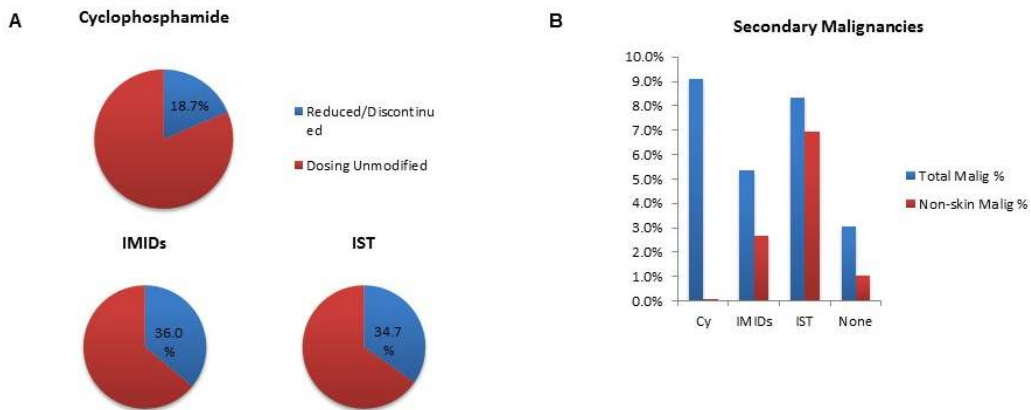 A
Cyclophosphamide
18.7%
Reduced/Discontinu
ed
Dosing Unmodified
IMIDs
36.0
%
IST
34.7
%
B
Secondary Malignancies
10.0%
9.0%
8.0%
7.0%
6.0%
5.0%
4.0%
3.0%
2.0%
1.0%
0.0%
Cy IMIDs IST None
Total Malig %
Non-skin Malig %